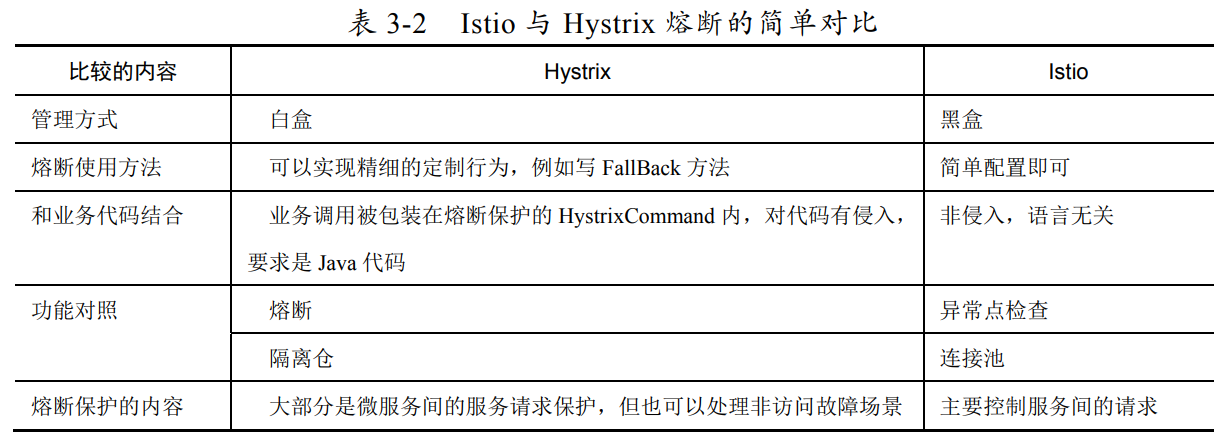 表 3-2 Istio 与 Hystrix 熔断的简单对比
比较的内容 Hystrix Istio
管理方式 白盒 黑盒
熔断使用方法 可以实现精细的定制行为，例如写 FallBack 方法 简单配置即可
和业务代码结合 业务调用被包装在熔断保护的 HystrixCommand 内，对代码有侵入， 非侵入，语言无关
要求是 Java 代码
功能对照 熔断 异常点检查
隔离仓 连接池
熔断保护的内容 大部分是微服务间的服务请求保护，但也可以处理非访问故障场景 主要控制服务间的请求